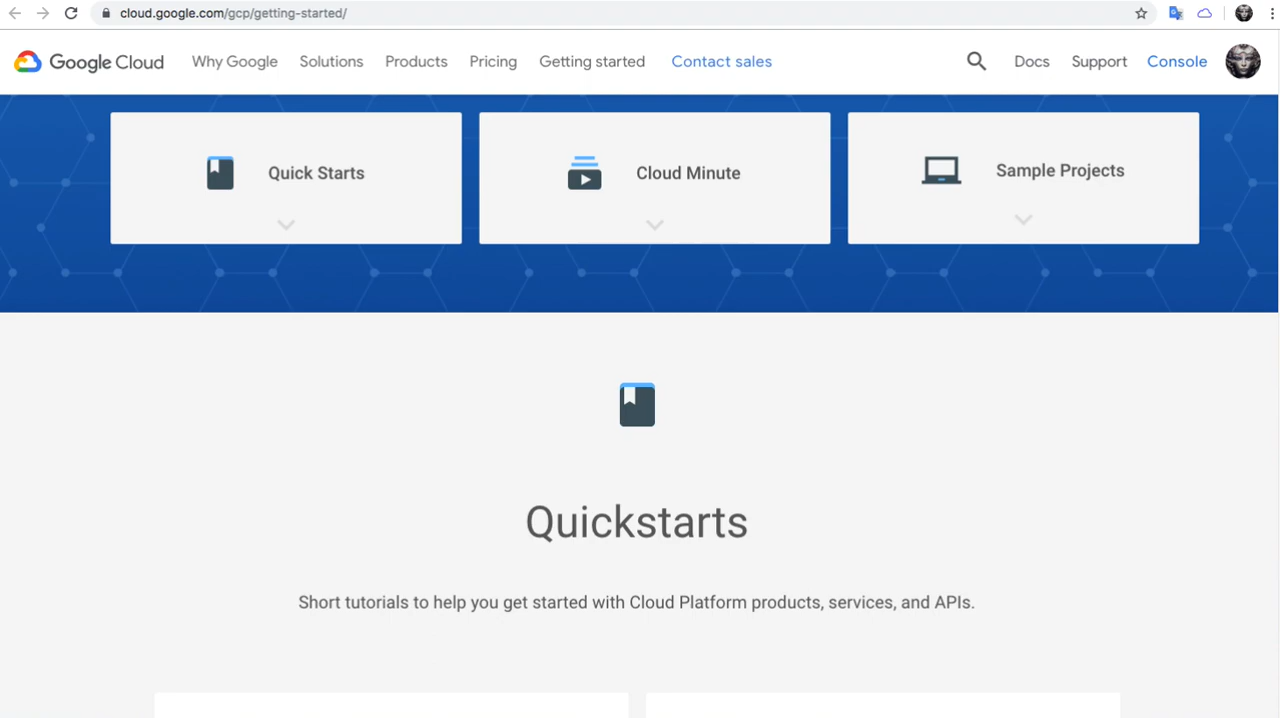 cloud.google.com/gcp/getting-started/
Google Cloud Why Google Solutions Products Pricing Getting started Contact sales Docs Support Console
Quick Starts
Cloud Minute
Sample Projects
Quickstarts
Short tutorials to help you get started with Cloud Platform products, services, and APIs.